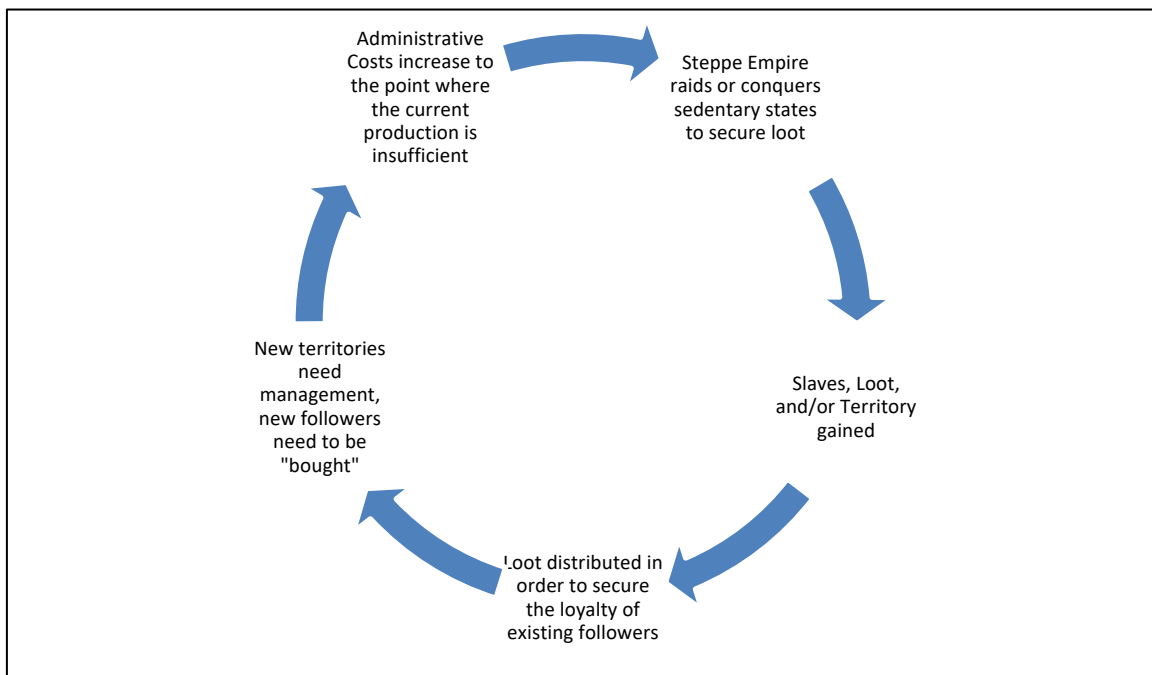 Administrative
Costs increase to
the point where
the current
production is
insufficient
Steppe Empire
raids or conquers
sedentary states
to secure loot
Slaves, Loot,
and/or Territory
gained
Loot distributed in
order to secure
the loyalty of
existing followers
New territories
need
management,
new followers
need to be
"bought"